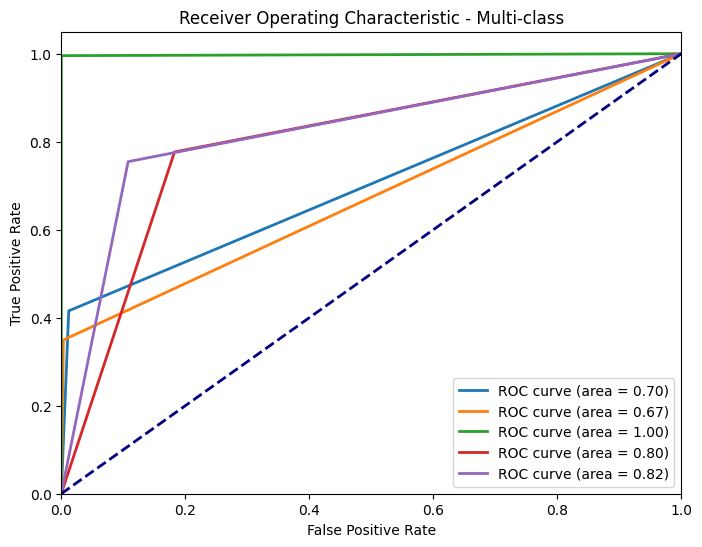 Receiver Operating Characteristic - Multi-class
True Positive Rate
1.0
0.8
0.6
0.4
0.2
0.0
ROC curve (area = 0.70)
ROC curve (area = 0.67)
ROC curve (area = 1.00)
ROC curve (area = 0.80)
ROC curve (area = 0.82)
0.0 0.2 0.4 0.6 0.8 1.0
False Positive Rate